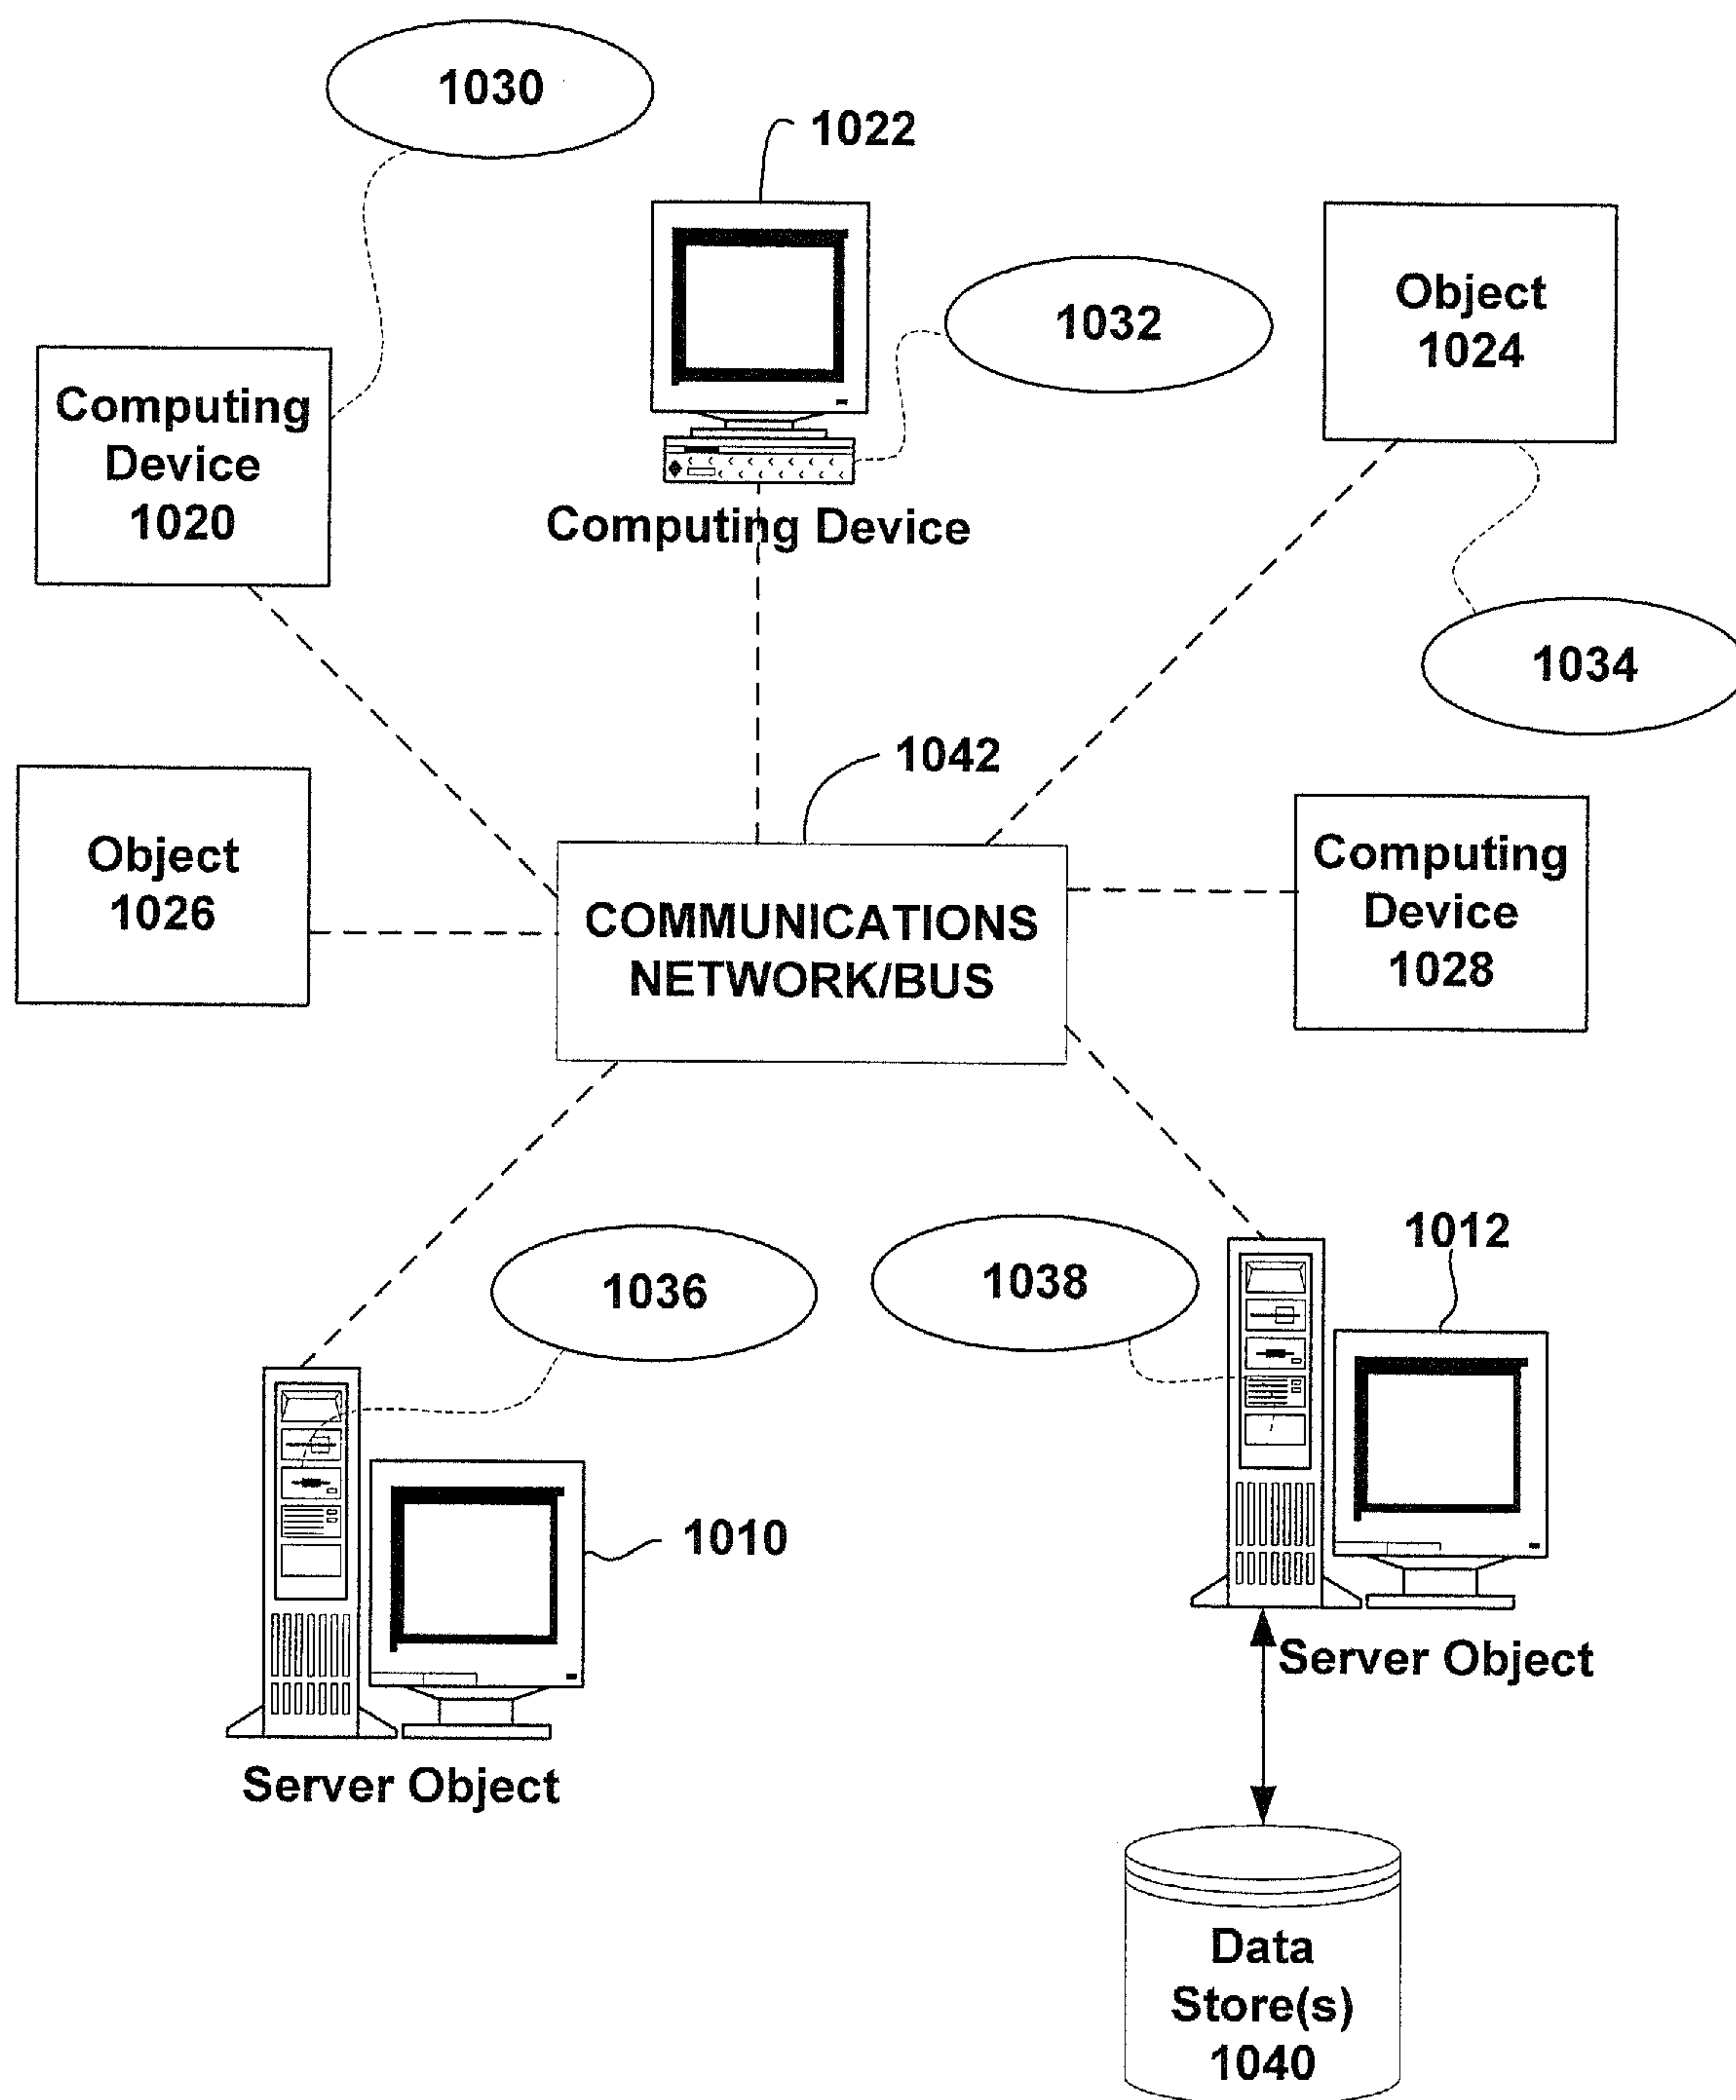 1030
1022
1032
Object
1024
Computing
Device
1020
Computing Device
1034
1042
Object
1026
COMMUNICATIONS
NETWORK/BUS
Computing
Device
1028
1036
1038
1012
1010
Server Object
Server Object
Data
Store(s)
1040